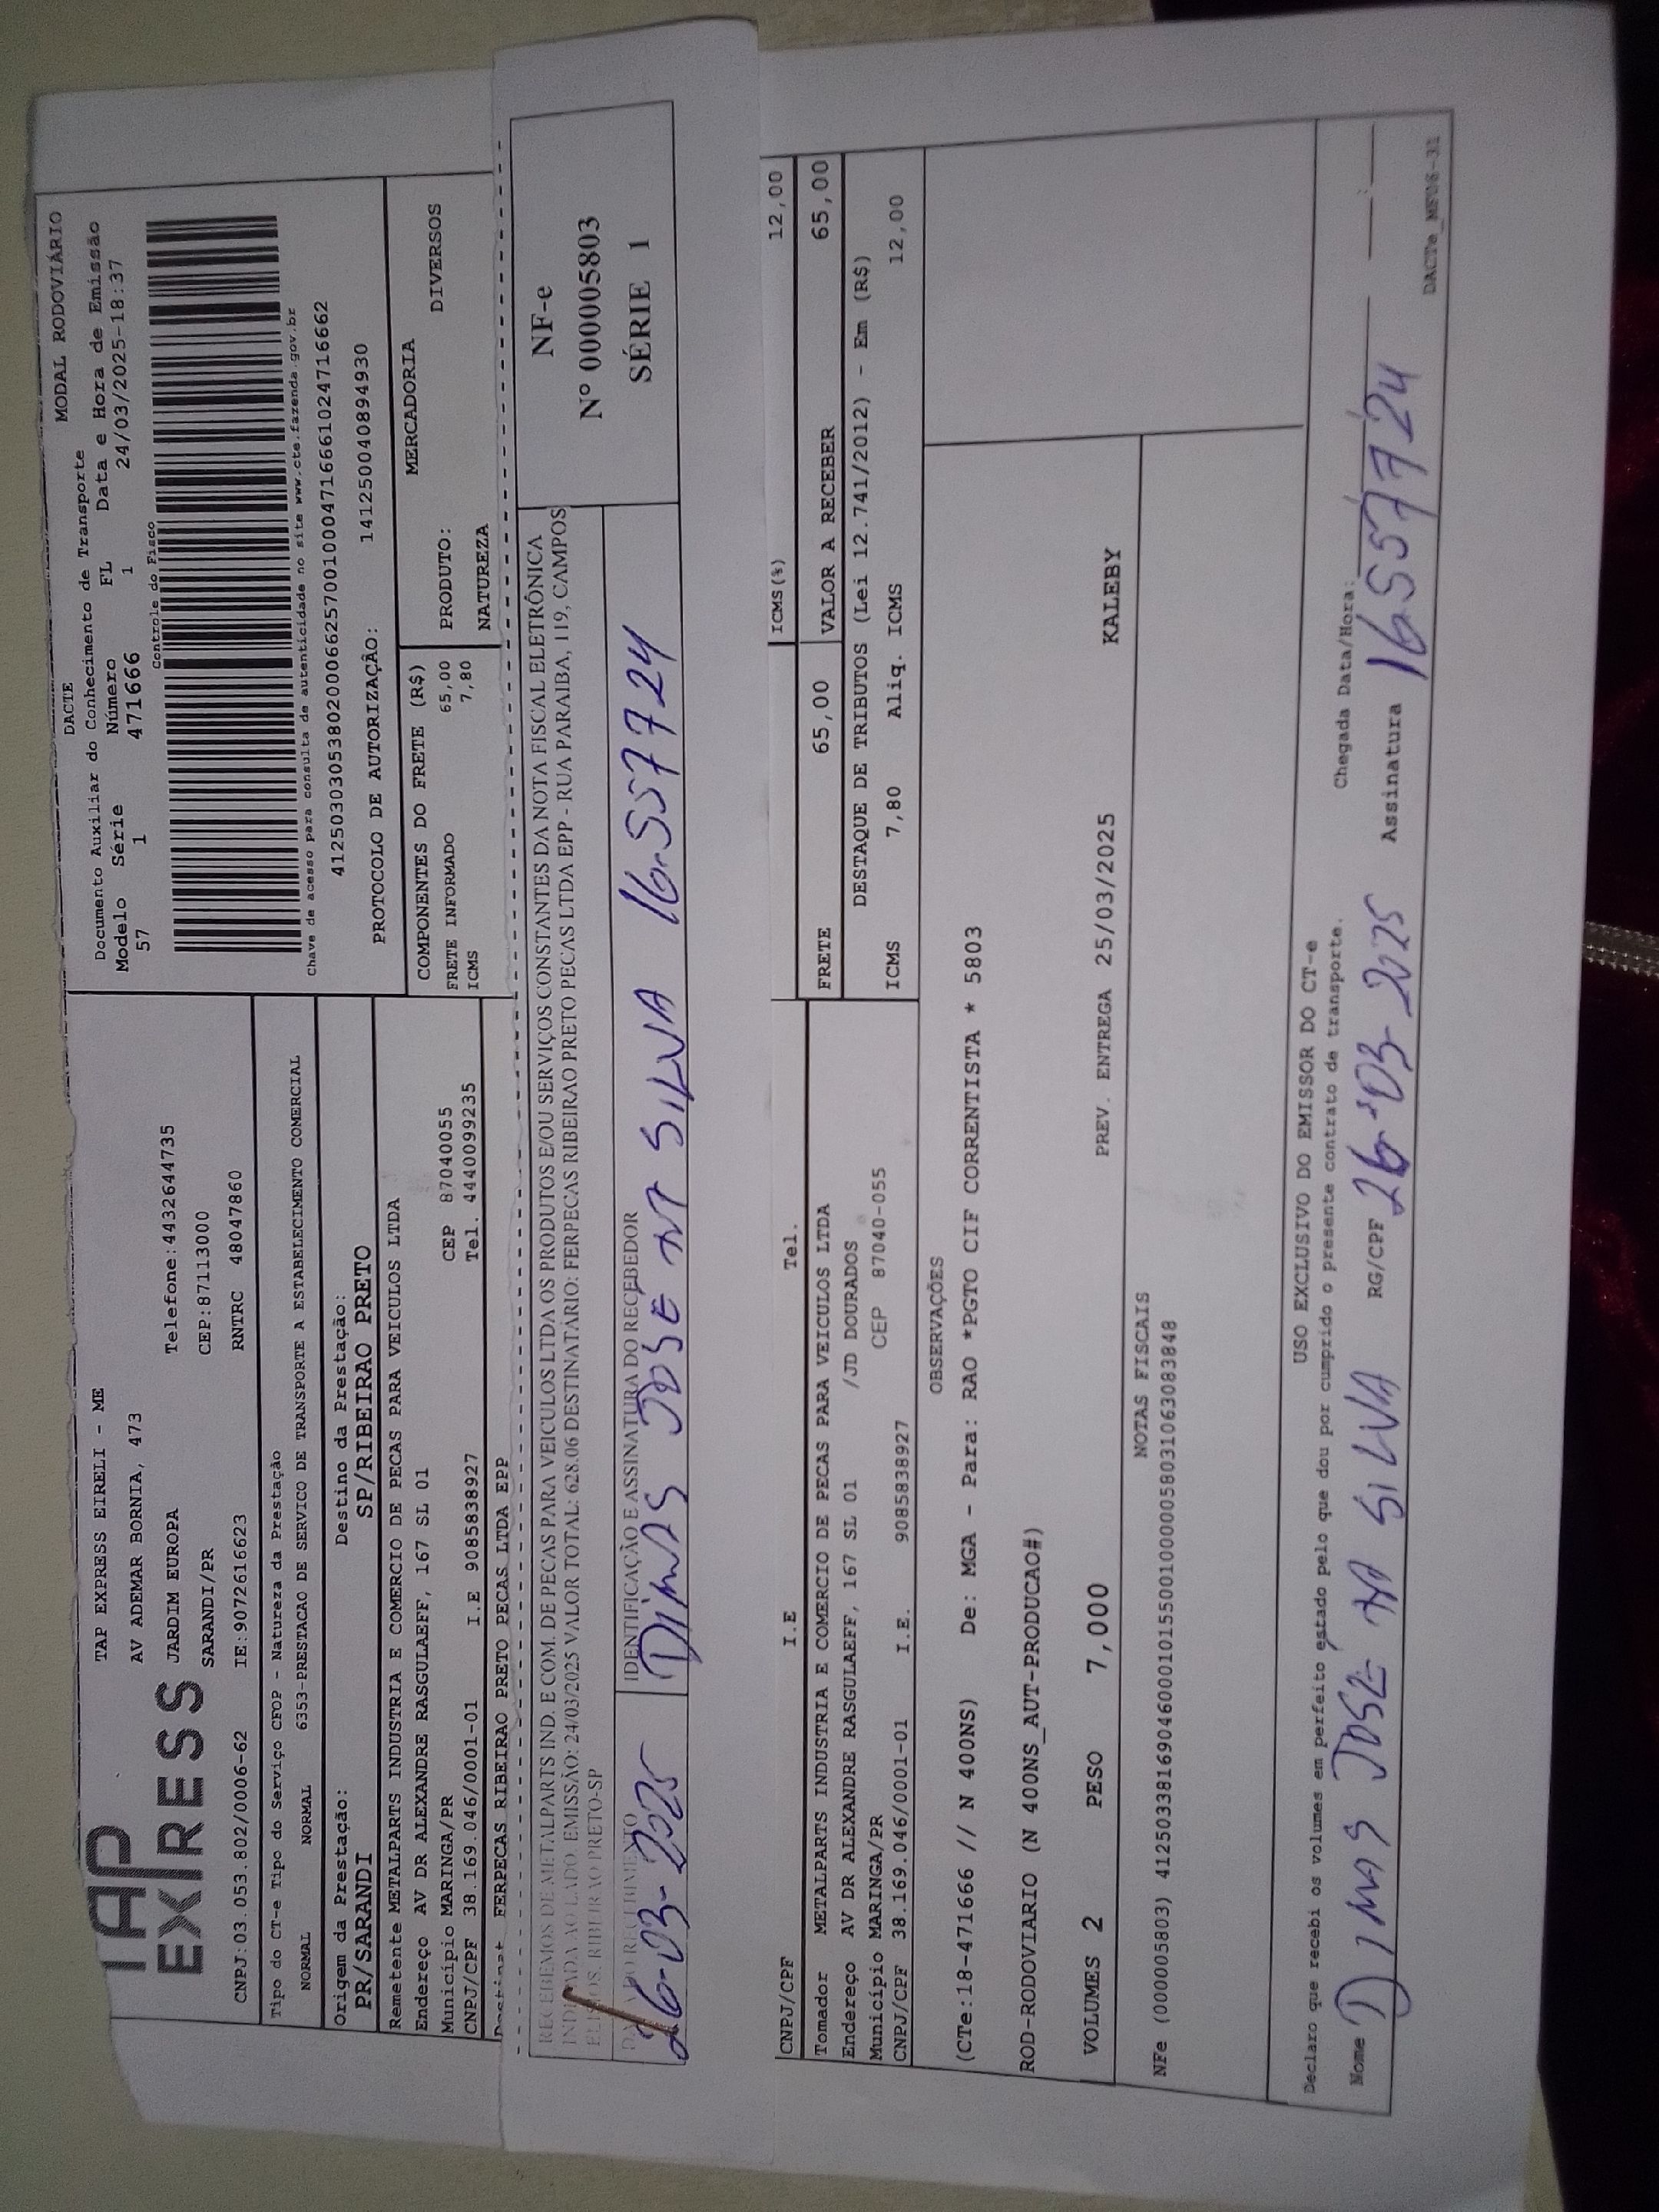 TAP
EXPRESS
TAP EXPRESS EIRELI - ME
AV ADEMAR BORNIA, 473
JARDIM EUROPA Telefone:4432644735
SARANDI/PR CEP:87113000
CNPJ:03.053.802/0006-62 IE:9072616623 RNTRC 48047860
DACTE MODAL RODOVIÁRIO
Documento Auxiliar do Conhecimento de Transporte
Modelo Série Número FL Data e Hora de Emissão
57 1 471666 1 24/03/2025-18:37
Controle do Fisco
Chave de acesso para consulta de autenticidade no site www.cte.fazenda.gov.br
41250303053802000662570010004716661024716662
PROTOCOLO DE AUTORIZAÇÃO: 141250040894930
Tipo do CT-e Tipo do Serviço CFOP - Natureza da Prestação
NORMAL NORMAL 6353-PRESTACAO DE SERVICO DE TRANSPORTE A ESTABELECIMENTO COMERCIAL
Origem da Prestação: Destino da Prestação:
PR/SARANDI SP/RIBEIRAO PRETO
Remetente METALPARTS INDUSTRIA E COMERCIO DE PECAS PARA VEICULOS LTDA
Endereço AV DR ALEXANDRE RASGULAEFF, 167 SL 01
Município MARINGA/PR CEP 87040055
CNPJ/CPF 38.169.046/0001-01 I.E 9085838927 Tel. 4440099235
COMPONENTES DO FRETE (R$) MERCADORIA
FRETE INFORMADO 65,00 PRODUTO: DIVERSOS
ICMS 7,80 NATUREZA
FERPECAS RIBEIRAO PRETO PECAS LTDA EPP
RECEBEMOS DE METALPARTS IND. E COM. DE PECAS PARA VEICULOS LTDA OS PRODUTOS E/OU SERVIÇOS CONSTANTES DA NOTA FISCAL ELETRÔNICA
INDICADA AO LADO. EMISSÃO: 24/03/2025 VALOR TOTAL: 628.06 DESTINATÁRIO: FERPECAS RIBEIRAO PRETO PECAS LTDA EPP - RUA PARAIBA, 119, CAMPOS
ELISIOS, RIBEIRAO PRETO-SP
NF-e
Nº 000005803
SÉRIE 1
DATA DO RECEBIMENTO IDENTIFICAÇÃO E ASSINATURA DO RECEBEDOR
26-03-2025 Dimas JOSE DA SILVA 16.557724
CNPJ/CPF I.E Tel. ICMS(%) 12,00
Tomador METALPARTS INDUSTRIA E COMERCIO DE PECAS PARA VEICULOS LTDA
Endereço AV DR ALEXANDRE RASGULAEFF, 167 SL 01 /JD DOURADOS
Município MARINGA/PR CEP 87040-055
CNPJ/CPF 38.169.046/0001-01 I.E. 9085838927
FRETE 65,00 VALOR A RECEBER 65,00
DESTAQUE DE TRIBUTOS (Lei 12.741/2012) - Em (R$)
ICMS 7,80 Aliq. ICMS 12,00
OBSERVAÇÕES
(CTe:18-471666 // N 400NS) De: MGA - Para: RAO *PGTO CIF CORRENTISTA * 5803
ROD-RODOVIARIO (N 400NS_AUT-PRODUCAO#)
VOLUMES 2 PESO 7,000 PREV. ENTREGA 25/03/2025 KALEBY
NOTAS FISCAIS
NFe (000005803) 41250338169046000101550010000058031063083848
USO EXCLUSIVO DO EMISSOR DO CT-e
Declaro que recebi os volumes em perfeito estado pelo que dou por cumprido o presente contrato de transporte. Chegada Data/Hora:
Nome Dimas JOSE DA SILVA RG/CPF 26-03-2025 Assinatura 16557724
DACTe_MF06-31